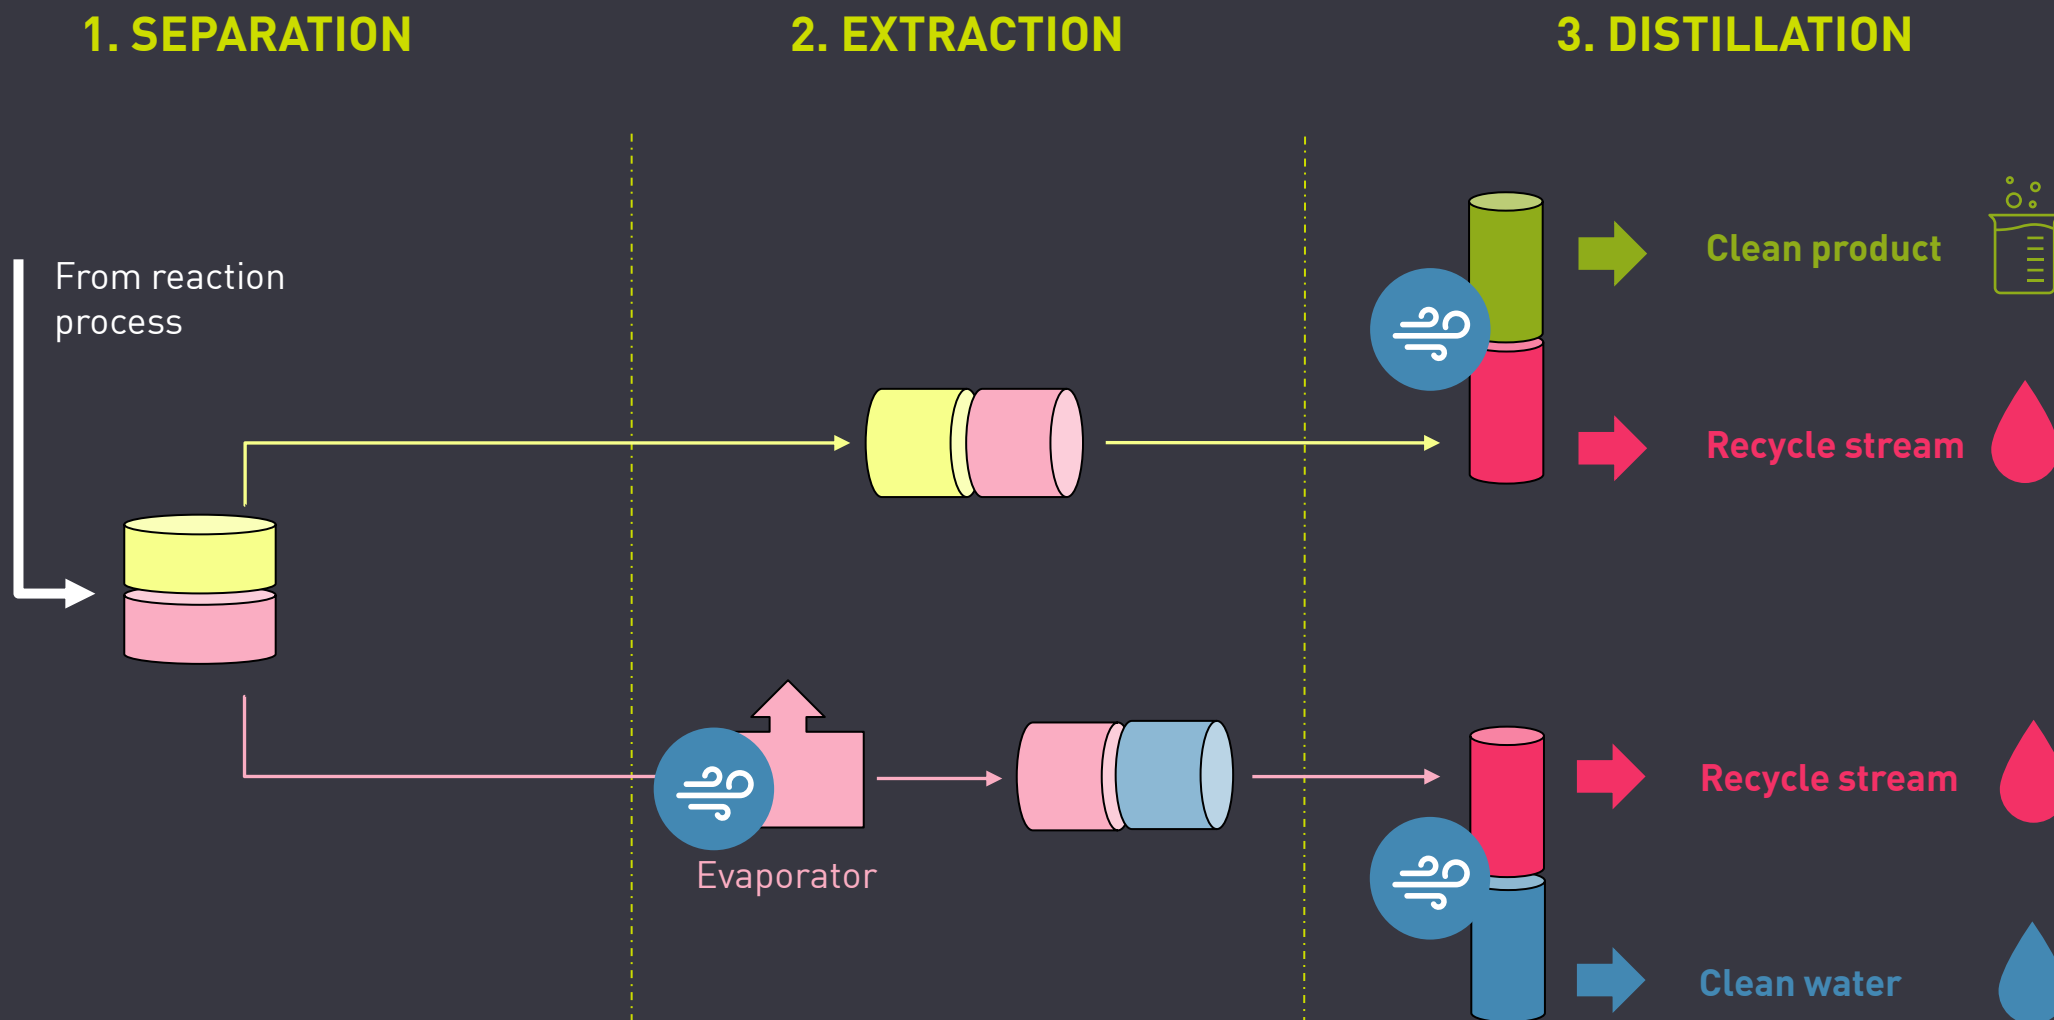 1. SEPARATION
2. EXTRACTION
3. DISTILLATION
From reaction
process
Clean product
Recycle stream
Evaporator
Recycle stream
Clean water